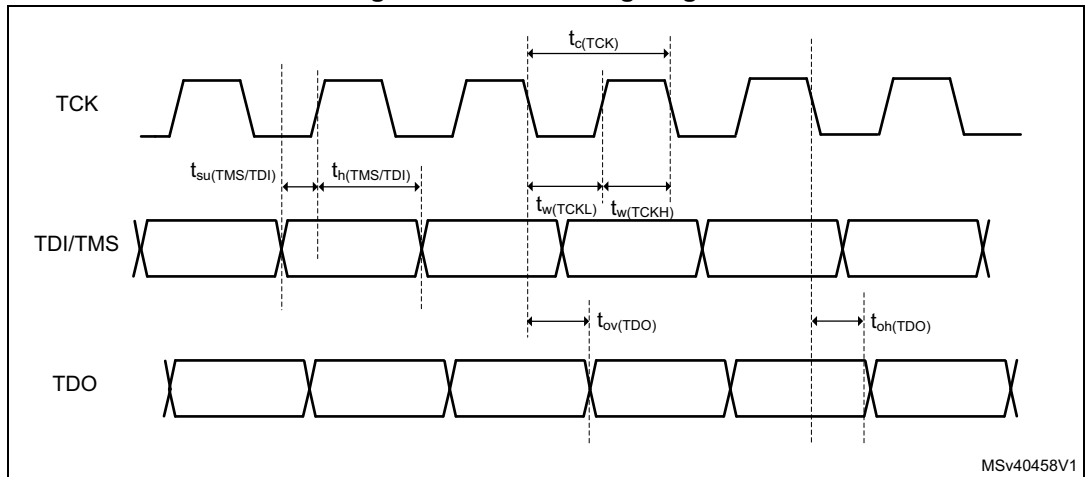 tc(TCK)
TCK
tsu(TMS/TDI)
th(TMS/TDI)
tw(TCKL)
tw(TCKH)
TDI/TMS
tov(TDO)
toh(TDO)
TDO
MSv40458V1